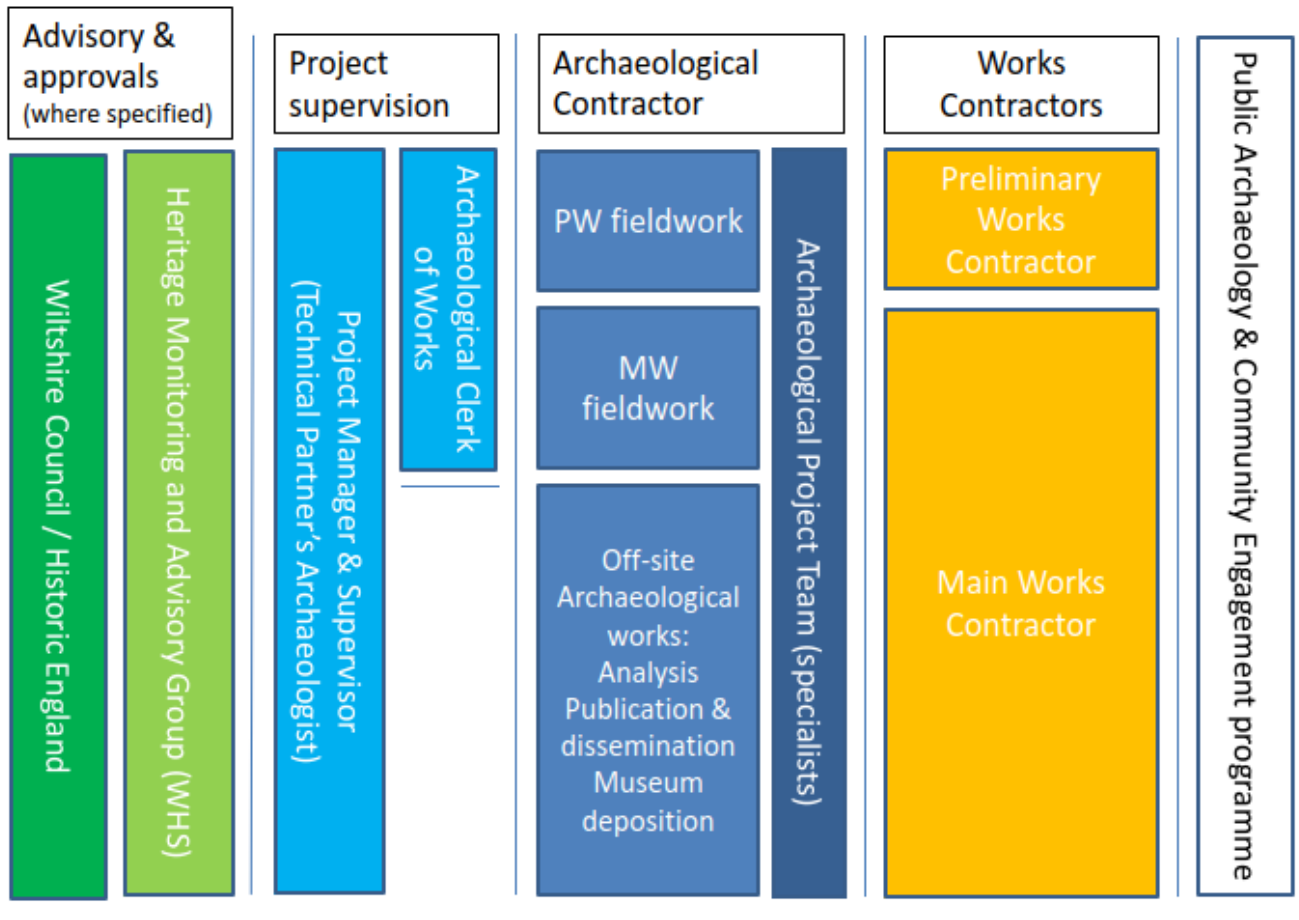 Advisory &
approvals
(where specified)
Wiltshire Council / Historic England
Heritage Monitoring and Advisory Group (WHS)
Project
supervision
Project Manager & Supervisor
(Technical Partner's Archaeologist)
Archaeological Clerk
of Works
Archaeological
Contractor
PW fieldwork
MW
fieldwork
Off-site
Archaeological
works:
Analysis
Publication &
dissemination
Museum
deposition
Archaeological Project Team (specialists)
Works
Contractors
Preliminary
Works
Contractor
Main Works
Contractor
Public Archaeology & Community Engagement programme